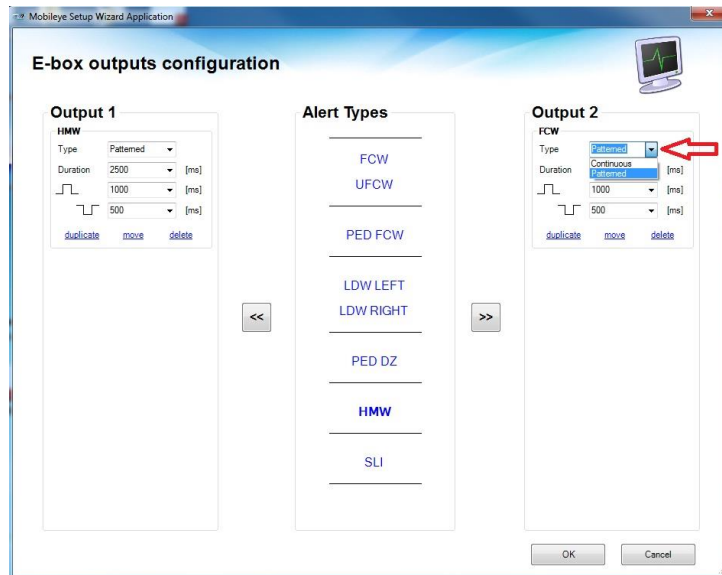 Mobileye Setup Wizard Application
E-box outputs configuration
Output 1
HMW
Type Patterned
Duration 2500 [ms]
1000 [ms]
500 [ms]
duplicate move delete
<<
Alert Types
FCW
UFCW
PED FCW
LDW LEFT
LDW RIGHT
PED DZ
HMW
SLI
>>
Output 2
FCW
Type Patterned
Continuous
Patterned
Duration [ms]
1000 [ms]
500 [ms]
duplicate move delete
OK Cancel